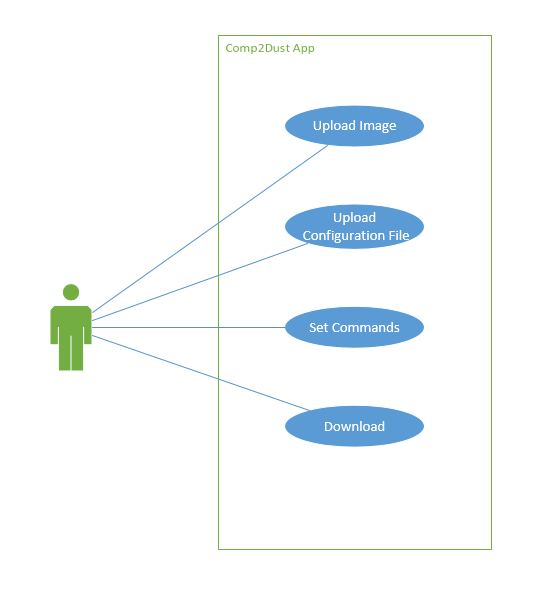 Comp2Dust App
Upload Image
Upload
Configuration File
Set Commands
Download